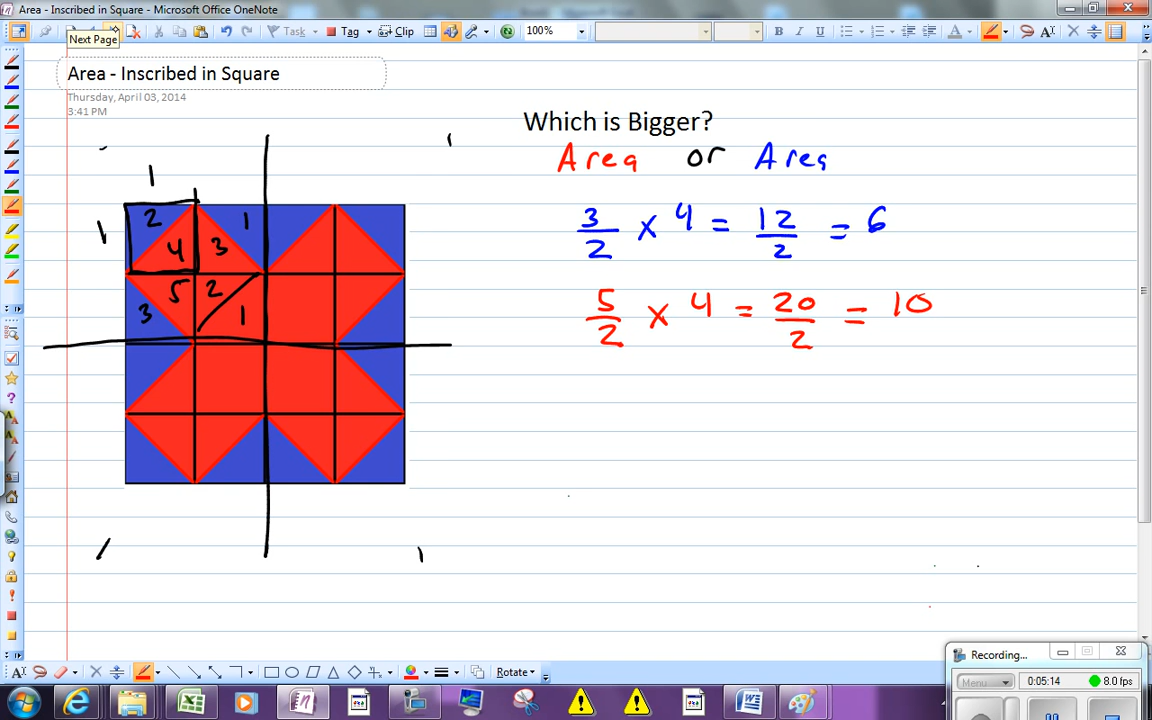 Area - Inscribed in Square - Microsoft Office OneNote
Task Tag Clip 100% B I U
Next Page
Area - Inscribed in Square
Thursday, April 03, 2014
3:41 PM
Which is Bigger?
Area or Area
1
1
2 4 3 1
3 5 2 1
3/2 x 4 = 12/2 = 6
5/2 x 4 = 20/2 = 10
Rotate
Recording...
Menu 0:05:14 8.0 fps